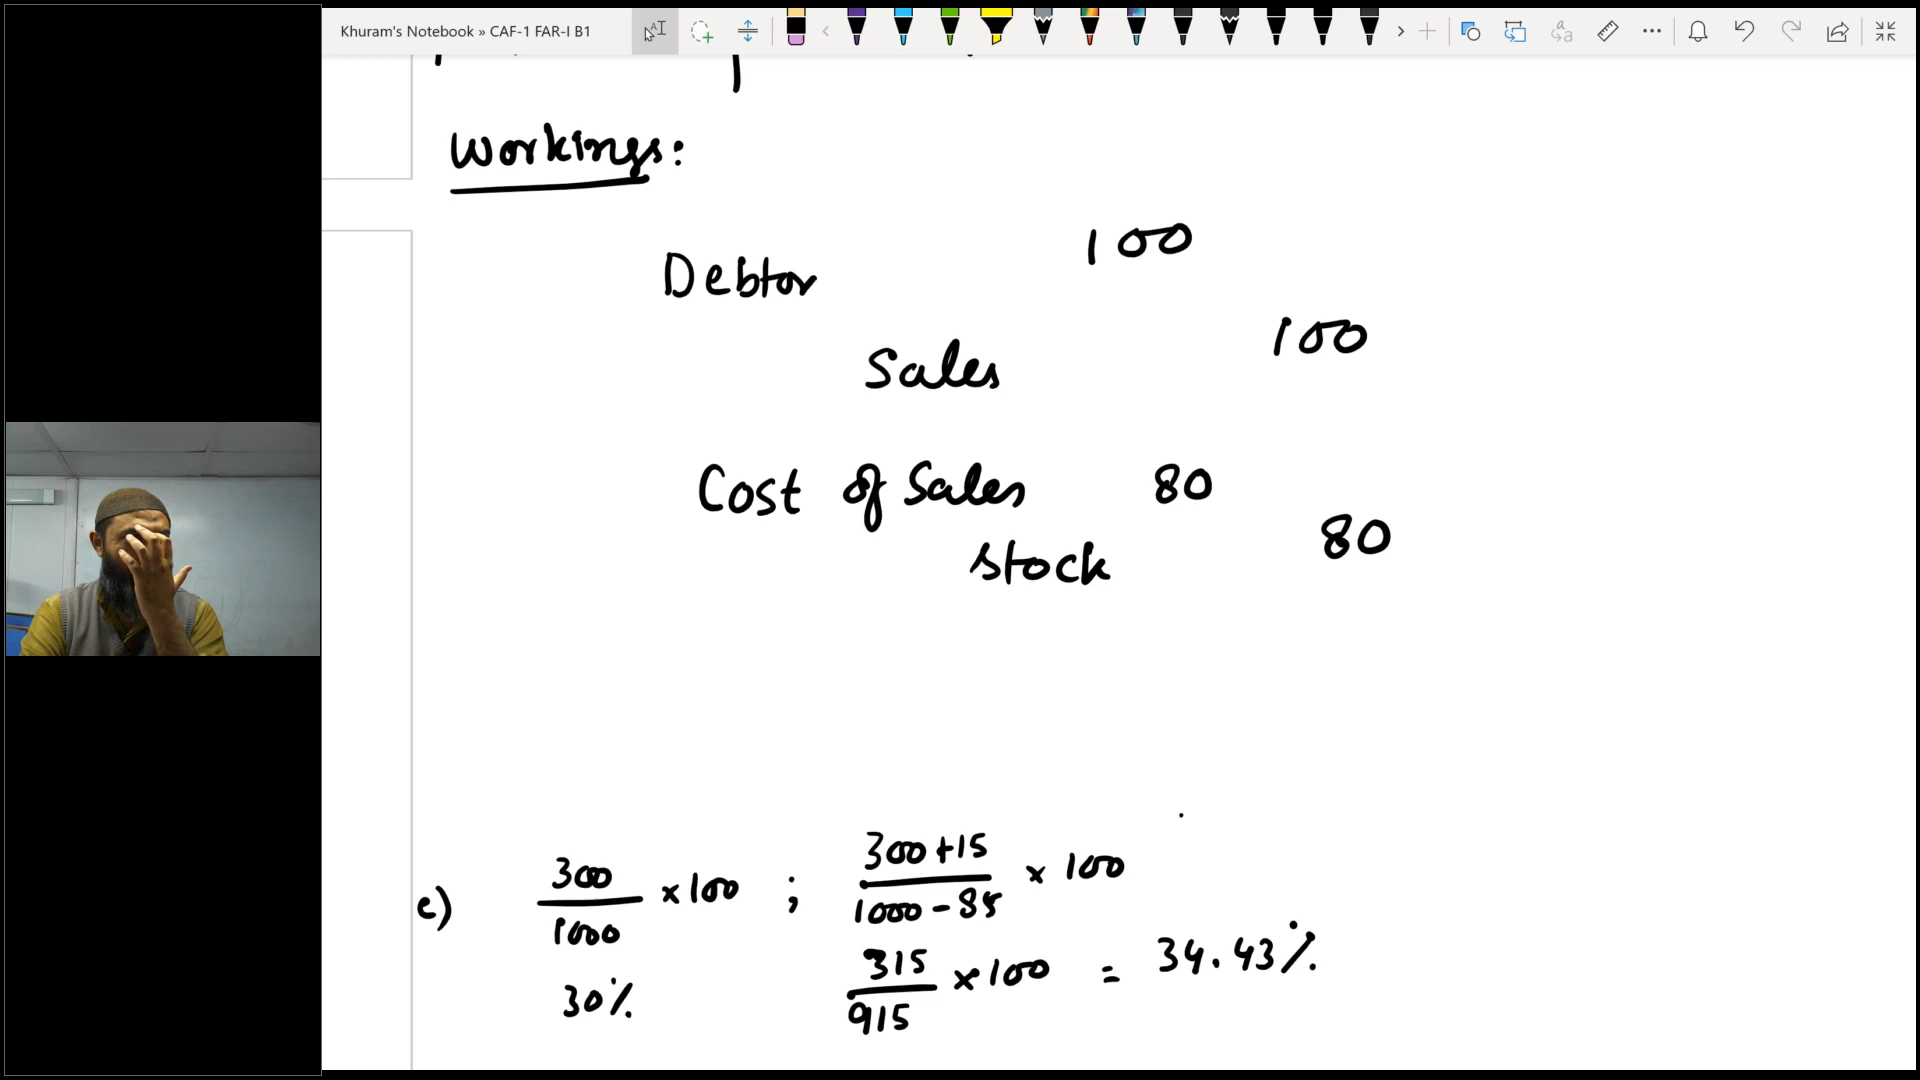 Khuram's Notebook » CAF-1 FAR-I B1
Workings:
Debtor 100
Sales 100
Cost of Sales 80
Stock 80
c) 300/1000 ×100 ; 300+15/1000-85 × 100
30% 315/915 ×100 = 34.43%